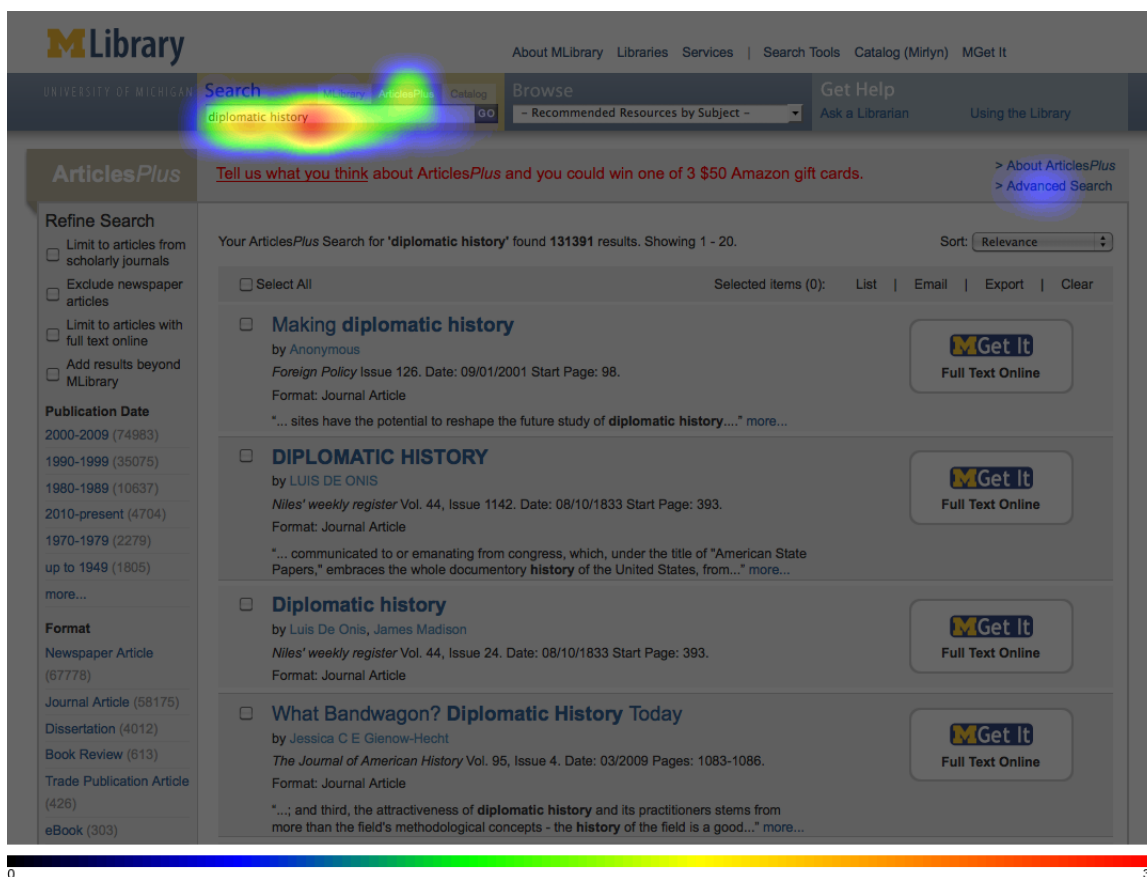 MLibrary
About MLibrary Libraries Services | Search Tools Catalog (Mirlyn) MGet It
UNIVERSITY OF MICHIGAN
Search MLibrary ArticlesPlus Catalog
diplomatic history GO
Browse
– Recommended Resources by Subject –
Get Help
Ask a Librarian Using the Library
ArticlesPlus
Tell us what you think about ArticlesPlus and you could win one of 3 $50 Amazon gift cards.
> About ArticlesPlus
> Advanced Search
Refine Search
Limit to articles from
scholarly journals
Exclude newspaper
articles
Limit to articles with
full text online
Add results beyond
MLibrary
Publication Date
2000-2009 (74983)
1990-1999 (35075)
1980-1989 (10637)
2010-present (4704)
1970-1979 (2279)
up to 1949 (1805)
more...
Format
Newspaper Article
(67778)
Journal Article (58175)
Dissertation (4012)
Book Review (613)
Trade Publication Article
(426)
eBook (303)
Your ArticlesPlus Search for 'diplomatic history' found 131391 results. Showing 1 - 20.
Sort: Relevance
Select All
Selected items (0): List | Email | Export | Clear
Making diplomatic history
by Anonymous
Foreign Policy Issue 126. Date: 09/01/2001 Start Page: 98.
Format: Journal Article
"... sites have the potential to reshape the future study of diplomatic history...." more...
MGet It
Full Text Online
DIPLOMATIC HISTORY
by LUIS DE ONIS
Niles' weekly register Vol. 44, Issue 1142. Date: 08/10/1833 Start Page: 393.
Format: Journal Article
"... communicated to or emanating from congress, which, under the title of "American State
Papers," embraces the whole documentory history of the United States, from..." more...
MGet It
Full Text Online
Diplomatic history
by Luis De Onis, James Madison
Niles' weekly register Vol. 44, Issue 24. Date: 08/10/1833 Start Page: 393.
Format: Journal Article
MGet It
Full Text Online
What Bandwagon? Diplomatic History Today
by Jessica C E Gienow-Hecht
The Journal of American History Vol. 95, Issue 4. Date: 03/2009 Pages: 1083-1086.
Format: Journal Article
"...; and third, the attractiveness of diplomatic history and its practitioners stems from
more than the field's methodological concepts - the history of the field is a good..." more...
MGet It
Full Text Online
0